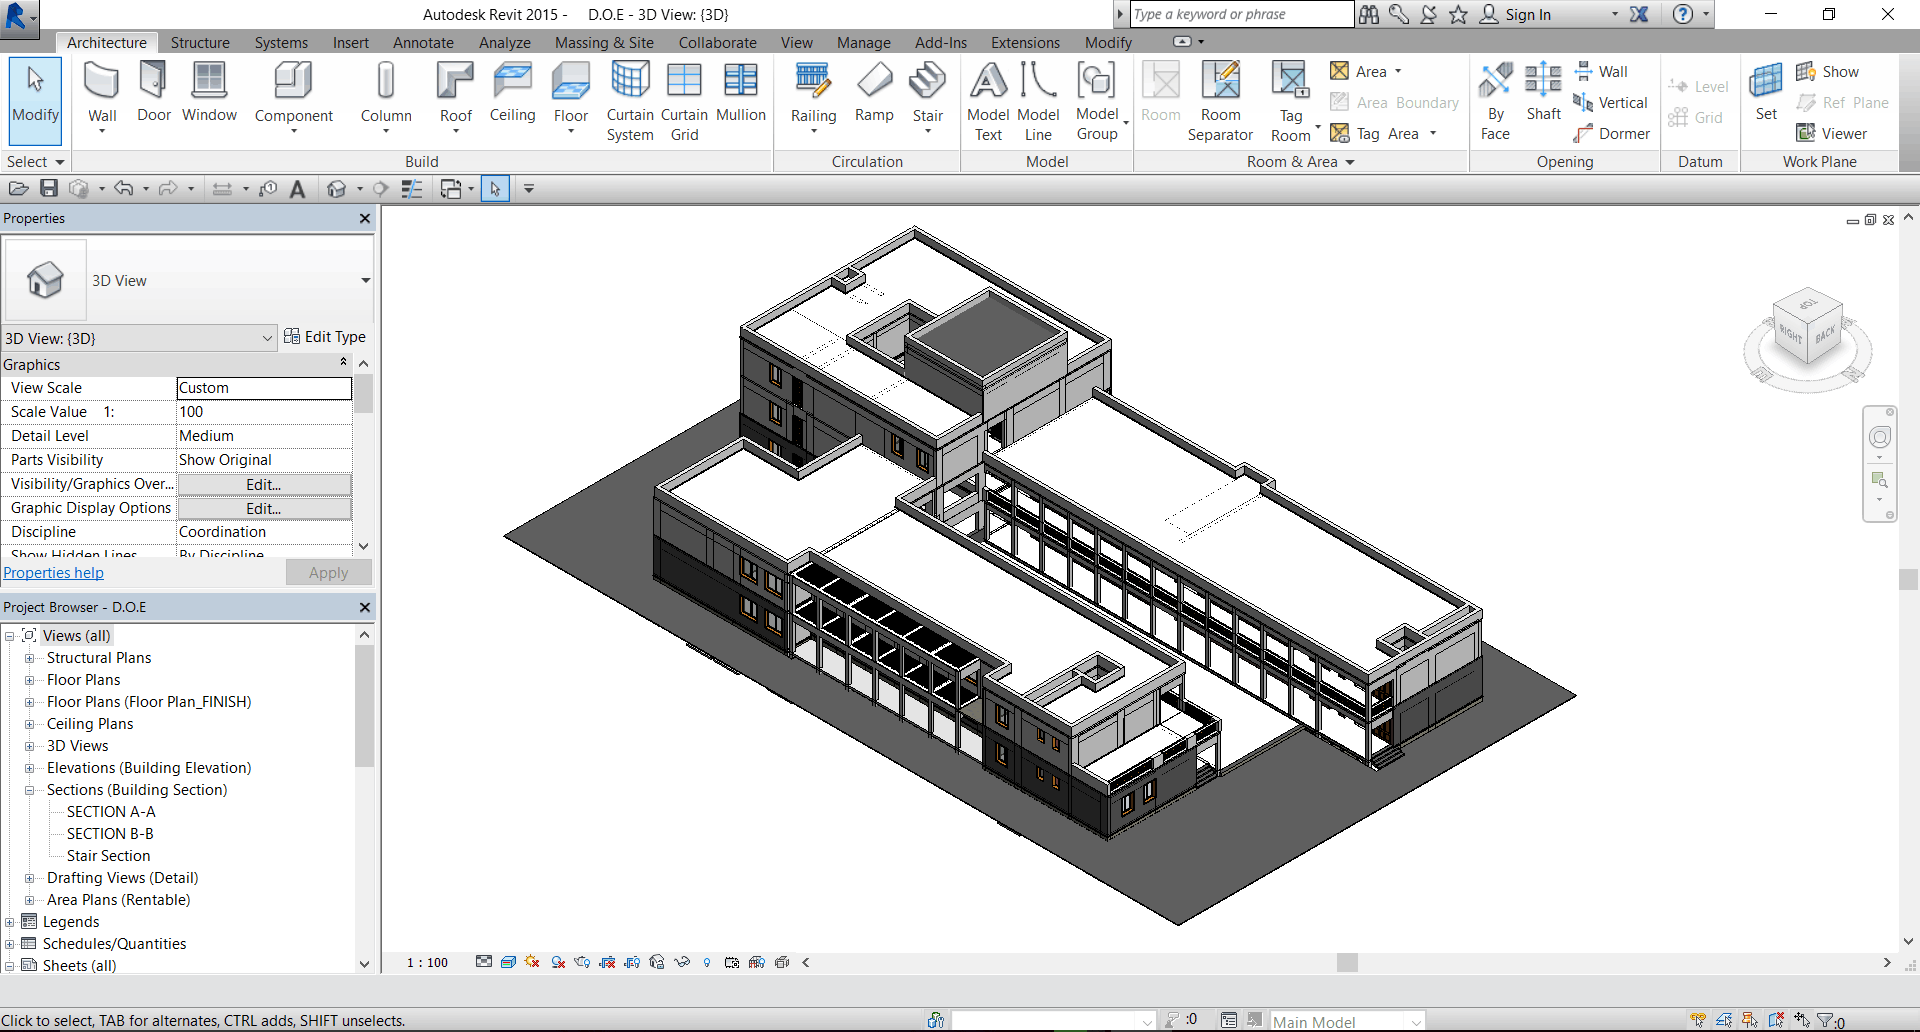 Autodesk Revit 2015 - D.O.E - 3D View: {3D}
Type a keyword or phrase
Sign In
Architecture Structure Systems Insert Annotate Analyze Massing & Site Collaborate View Manage Add-Ins Extensions Modify
Modify
Wall
Door
Window
Component
Column
Roof
Ceiling
Floor
Curtain System
Curtain Grid
Mullion
Railing
Ramp
Stair
Model Text
Model Line
Model Group
Room
Room Separator
Tag Room
Area
Area Boundary
Tag Area
By Face
Shaft
Wall
Vertical
Dormer
Level
Grid
Set
Show
Ref Plane
Viewer
Select Build Circulation Model Room & Area Opening Datum Work Plane
Properties
3D View
3D View: {3D} Edit Type
Graphics
View Scale Custom
Scale Value 1: 100
Detail Level Medium
Parts Visibility Show Original
Visibility/Graphics Over... Edit...
Graphic Display Options Edit...
Discipline Coordination
Show Hidden Lines By Discipline
Properties help Apply
Project Browser - D.O.E
Views (all)
Structural Plans
Floor Plans
Floor Plans (Floor Plan_FINISH)
Ceiling Plans
3D Views
Elevations (Building Elevation)
Sections (Building Section)
SECTION A-A
SECTION B-B
Stair Section
Drafting Views (Detail)
Area Plans (Rentable)
Legends
Schedules/Quantities
Sheets (all)
TOP
RIGHT
BACK
1 : 100
Click to select, TAB for alternates, CTRL adds, SHIFT unselects.
:0
Main Model
:0